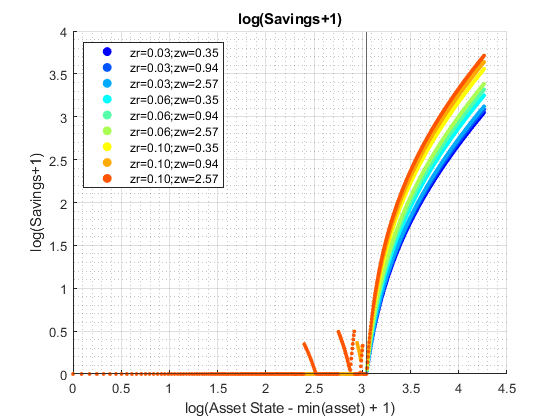 log(Savings+1)
zr=0.03;zw=0.35
zr=0.03;zw=0.94
zr=0.03;zw=2.57
zr=0.06;zw=0.35
zr=0.06;zw=0.94
zr=0.06;zw=2.57
zr=0.10;zw=0.35
zr=0.10;zw=0.94
zr=0.10;zw=2.57
log(Savings+1)
4
3.5
3
2.5
2
1.5
1
0.5
0
0 0.5 1 1.5 2 2.5 3 3.5 4 4.5
log(Asset State - min(asset) + 1)